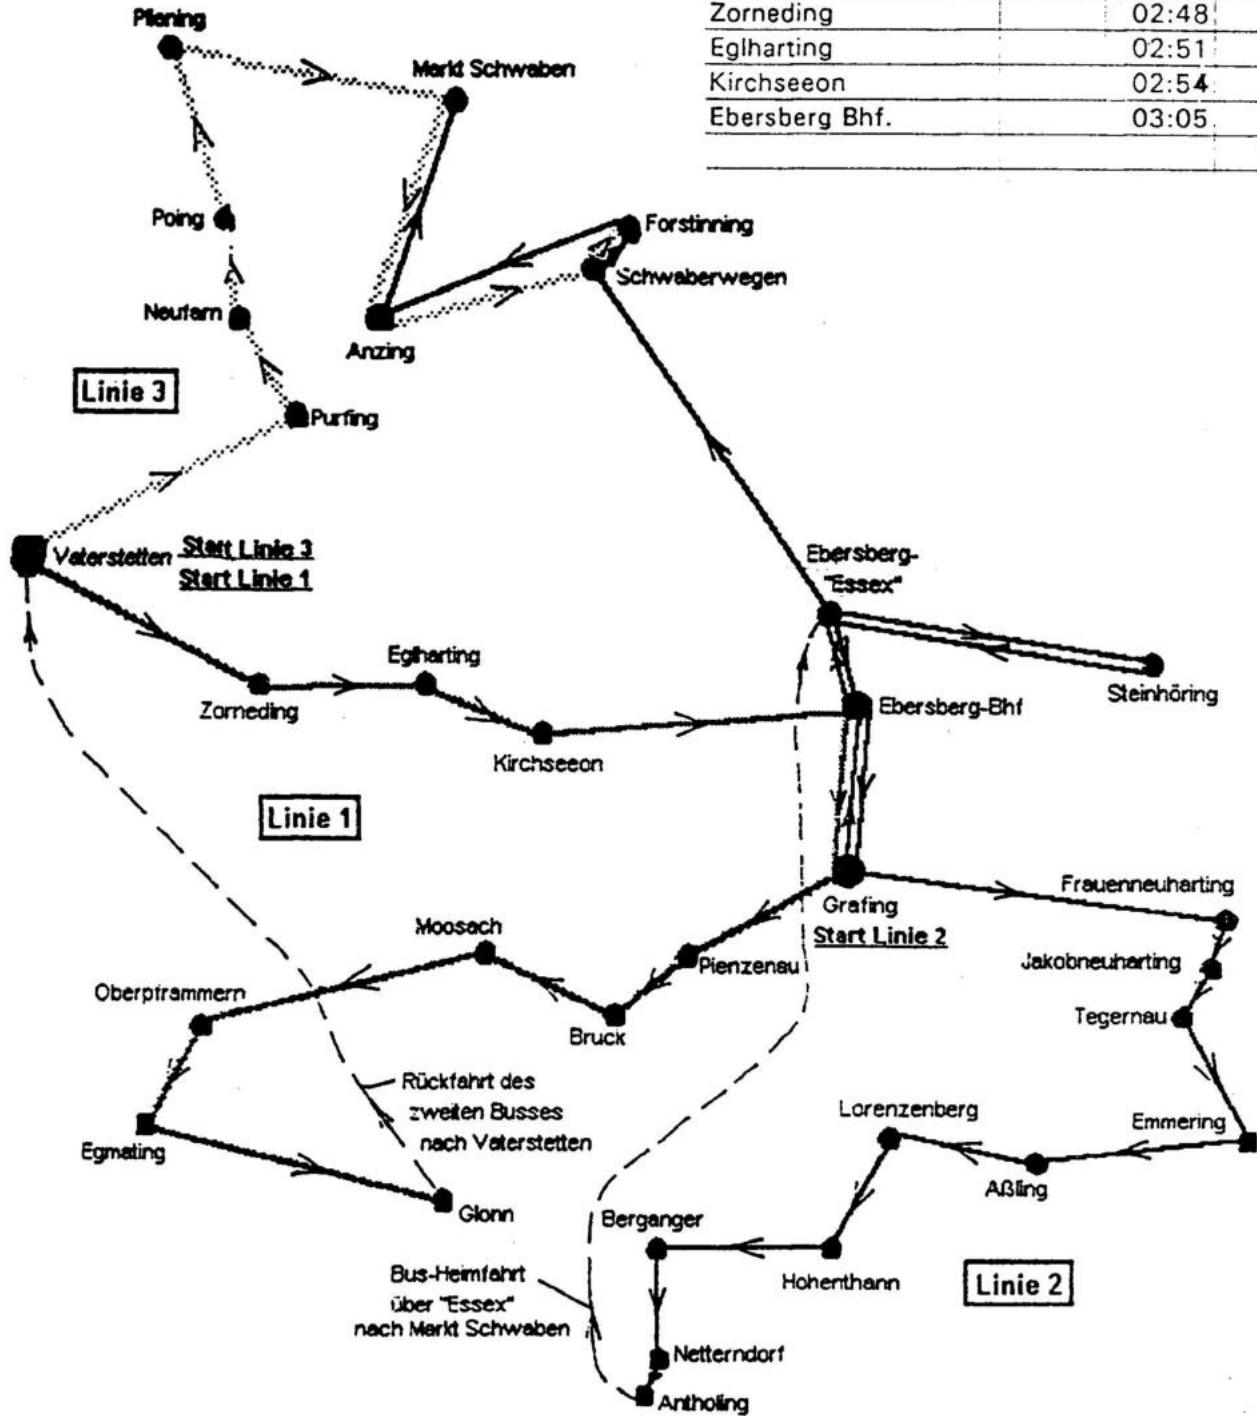 Zorneding 02:48
Eglharting 02:51
Kirchseeon 02:54
Ebersberg Bhf. 03:05
Pliening
Markt Schwaben
Poing
Forstinning
Schwaberwegen
Neufarn
Anzing
Linie 3
Purfing
Vaterstetten
Start Linie 3
Start Linie 1
Ebersberg-
"Essex"
Eglharting
Steinhöring
Zorneding
Ebersberg-Bhf
Kirchseeon
Linie 1
Frauenneuharting
Grafing
Start Linie 2
Moosach
Pienzenau
Jakobneuharting
Oberpframmern
Tegernau
Bruck
Rückfahrt des
zweiten Busses
nach Vaterstetten
Lorenzenberg
Emmering
Egmating
Aßling
Glonn
Berganger
Bus-Heimfahrt
über "Essex"
nach Markt Schwaben
Hohenthann
Linie 2
Netterndorf
Antholing